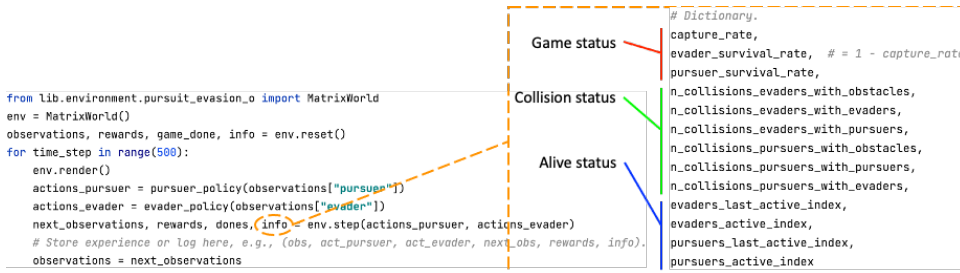 from lib.environment.pursuit_evasion_o import MatrixWorld
env = MatrixWorld()
observations, rewards, game_done, info = env.reset()
for time_step in range(500):
    env.render()
    actions_pursuer = pursuer_policy(observations["pursuer"])
    actions_evader = evader_policy(observations["evader"])
    next_observations, rewards, dones, info = env.step(actions_pursuer, actions_evader)
    # Store experience or log here, e.g., (obs, act_pursuer, act_evader, next_obs, rewards, info).
    observations = next_observations
Game status
Collision status
Alive status
# Dictionary.
capture_rate,
evader_survival_rate,  # = 1 - capture_rate
pursuer_survival_rate,
n_collisions_evaders_with_obstacles,
n_collisions_evaders_with_evaders,
n_collisions_evaders_with_pursuers,
n_collisions_pursuers_with_obstacles,
n_collisions_pursuers_with_pursuers,
n_collisions_pursuers_with_evaders,
evaders_last_active_index,
evaders_active_index,
pursuers_last_active_index,
pursuers_active_index